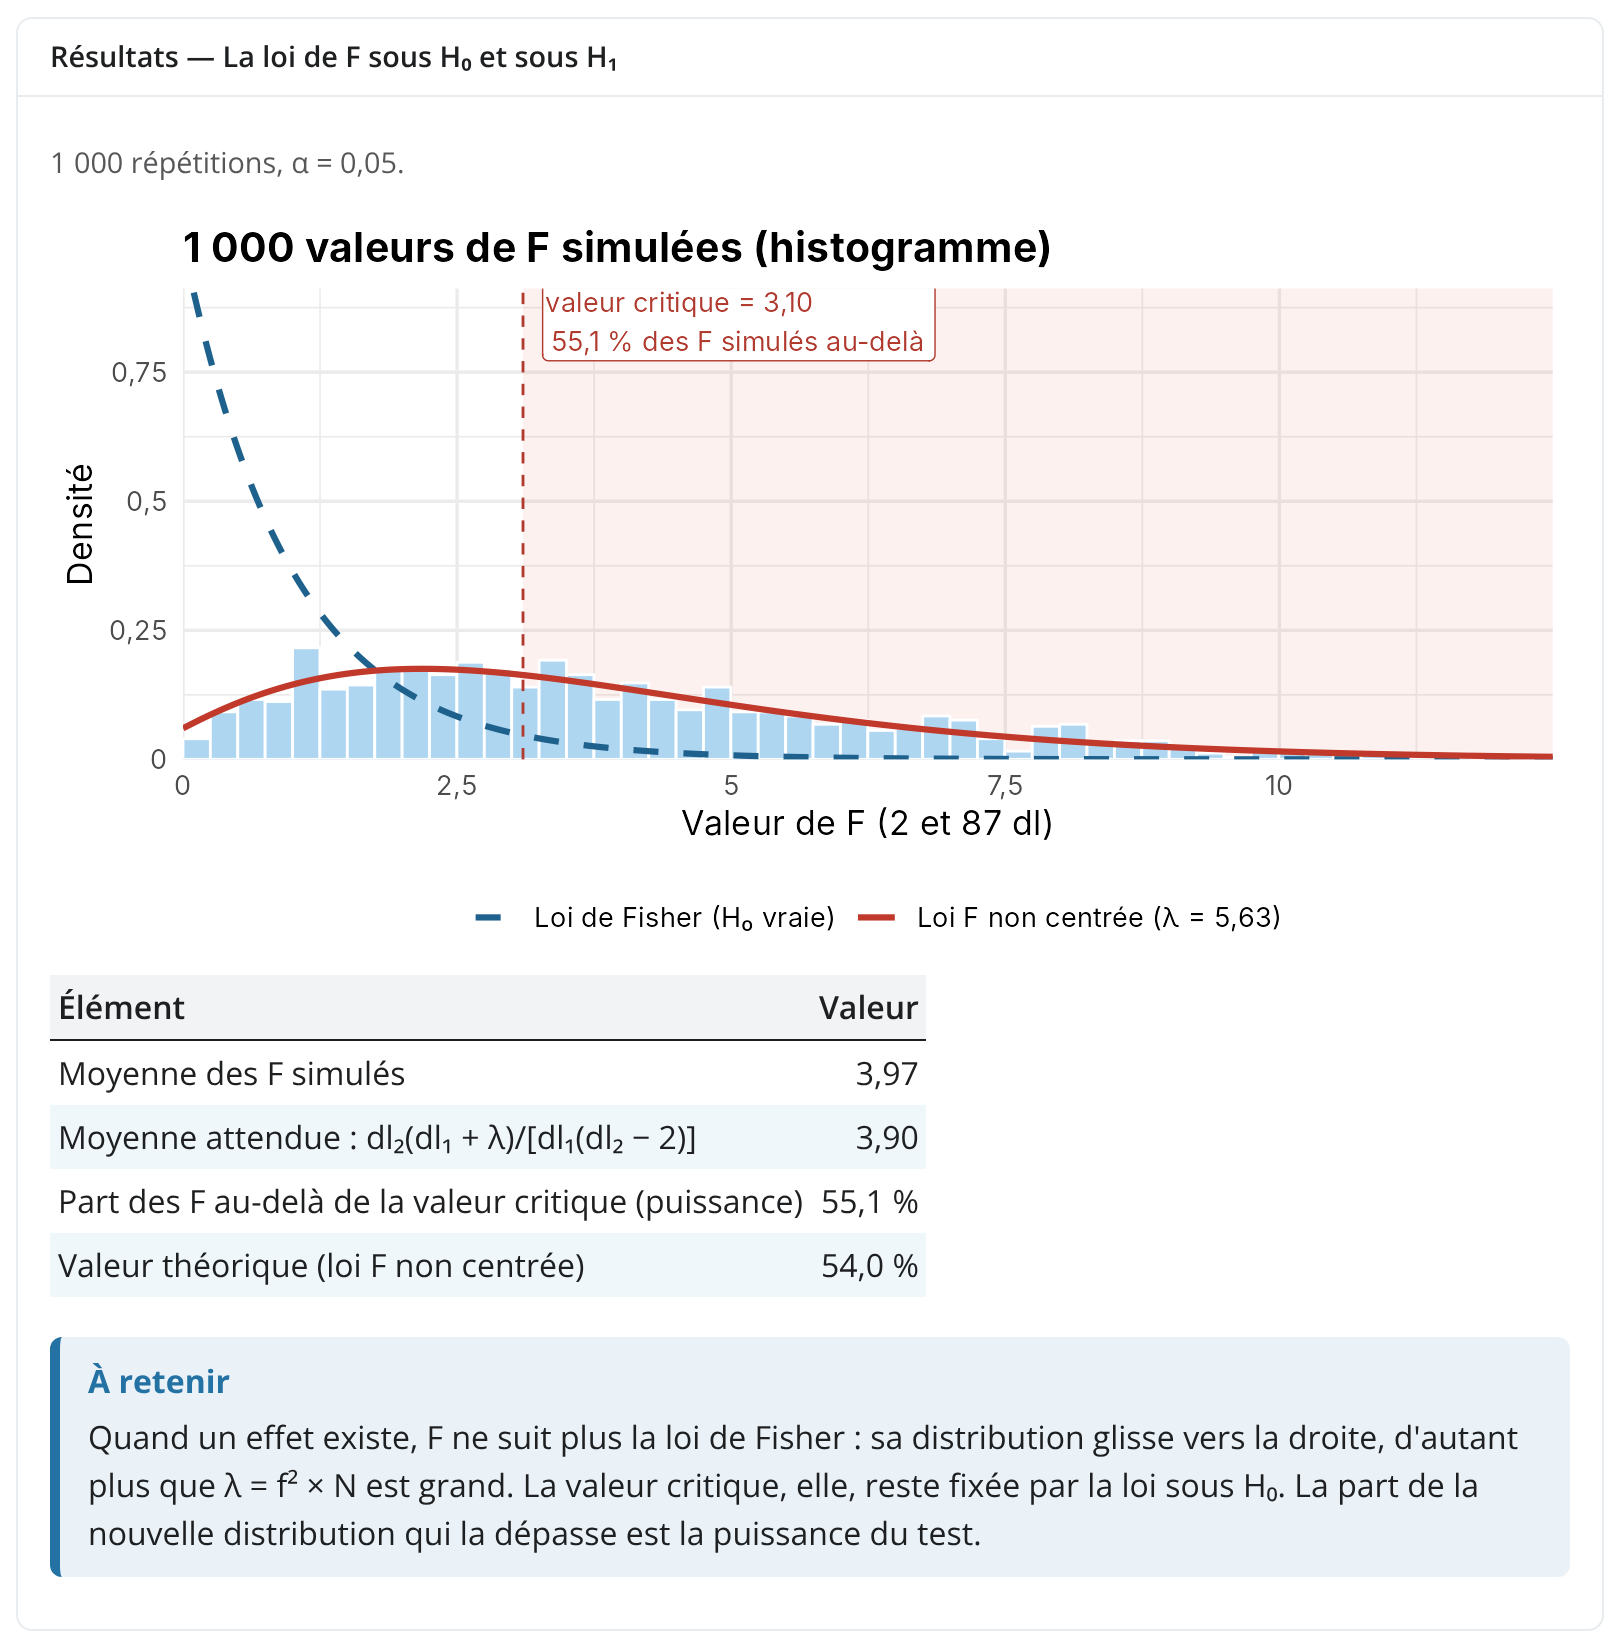 Résultats — La loi de F sous H₀ et sous H₁
1 000 répétitions, α = 0,05.
1 000 valeurs de F simulées (histogramme)
valeur critique = 3,10
55,1 % des F simulés au-delà
Densité
0,75
0,5
0,25
0
0
2,5
5
7,5
10
Valeur de F (2 et 87 dl)
Loi de Fisher (H₀ vraie)
Loi F non centrée (λ = 5,63)
Élément Valeur
Moyenne des F simulés 3,97
Moyenne attendue : dl₂(dl₁ + λ)/[dl₁(dl₂ − 2)] 3,90
Part des F au-delà de la valeur critique (puissance) 55,1 %
Valeur théorique (loi F non centrée) 54,0 %
À retenir
Quand un effet existe, F ne suit plus la loi de Fisher : sa distribution glisse vers la droite, d'autant
plus que λ = f² × N est grand. La valeur critique, elle, reste fixée par la loi sous H₀. La part de la
nouvelle distribution qui la dépasse est la puissance du test.